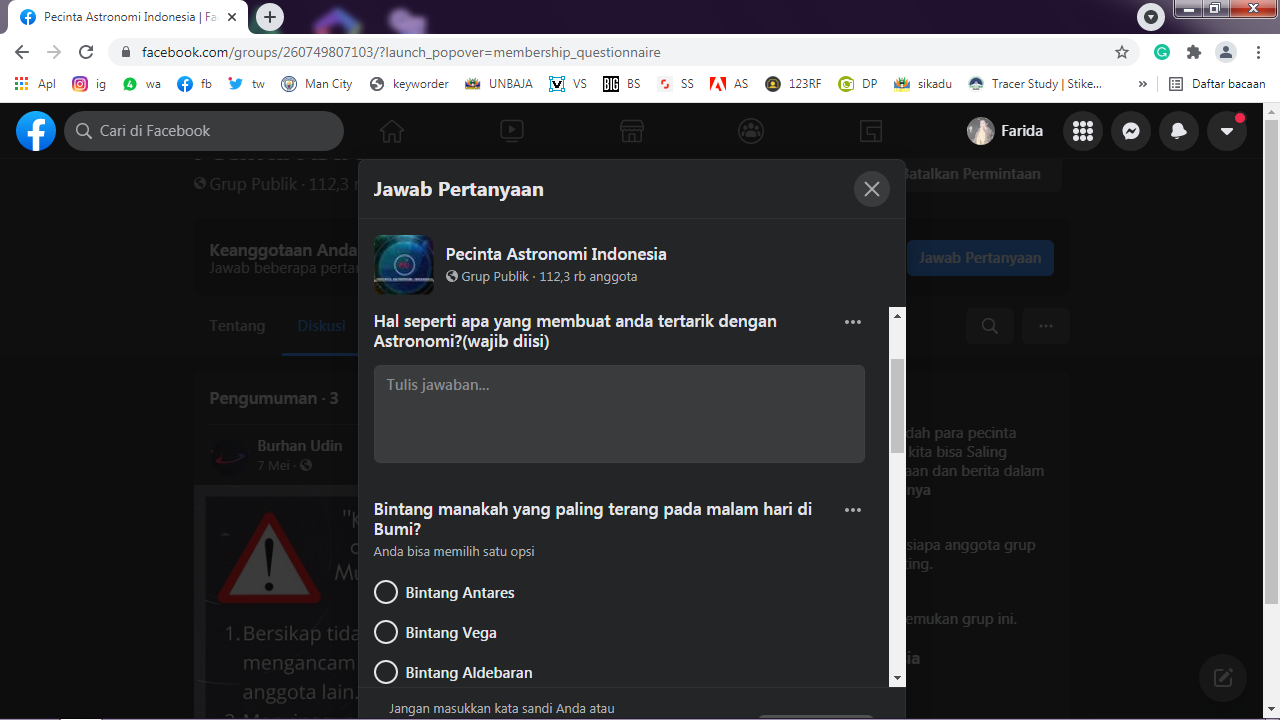 Pecinta Astronomi Indonesia | Fa
facebook.com/groups/260749807103/?launch_popover=membership_questionnaire
Apl ig wa fb tw Man City keyworder UNBAJA VS BIG BS SS AS 123RF DP sikadu Tracer Study | Stike... » Daftar bacaan
Cari di Facebook
Farida
Grup Publik · 112,3 r
Batalkan Permintaan
Keanggotaan Anda
Jawab beberapa pertan
Jawab Pertanyaan
Tentang Diskusi
Pengumuman · 3
Burhan Udin
7 Mei ·
1. Bersikap tida
mengancam
anggota lain.
Jawab Pertanyaan
Pecinta Astronomi Indonesia
Grup Publik · 112,3 rb anggota
Hal seperti apa yang membuat anda tertarik dengan
Astronomi?(wajib diisi)
Tulis jawaban...
Bintang manakah yang paling terang pada malam hari di
Bumi?
Anda bisa memilih satu opsi
Bintang Antares
Bintang Vega
Bintang Aldebaran
Jangan masukkan kata sandi Anda atau
dah para pecinta
kita bisa Saling
aan dan berita dalam
nya
siapa anggota grup
ting.
emukan grup ini.
sia